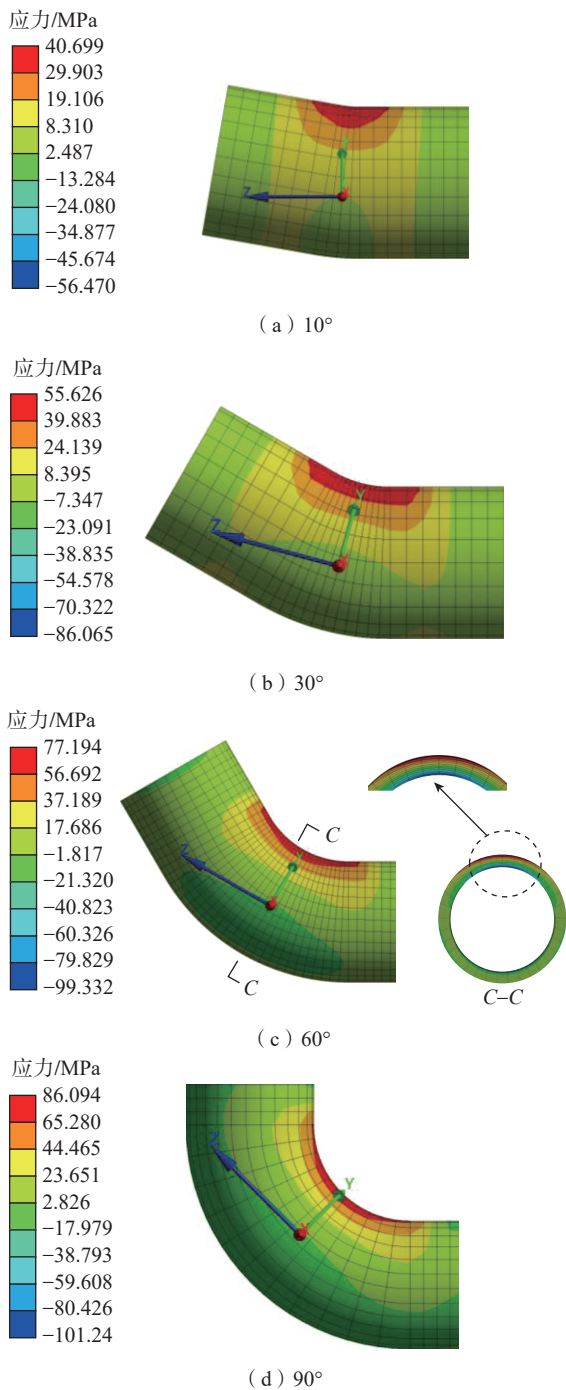 应力/MPa
40.699
29.903
19.106
8.310
2.487
−13.284
−24.080
−34.877
−45.674
−56.470
Y
Z
X
（a）10°
应力/MPa
55.626
39.883
24.139
8.395
−7.347
−23.091
−38.835
−54.578
−70.322
−86.065
Y
Z
X
（b）30°
应力/MPa
77.194
56.692
37.189
17.686
−1.817
−21.320
−40.823
−60.326
−79.829
−99.332
C
Y
Z
X
C
C−C
（c）60°
应力/MPa
86.094
65.280
44.465
23.651
2.826
−17.979
−38.793
−59.608
−80.426
−101.24
Z
Y
X
（d）90°